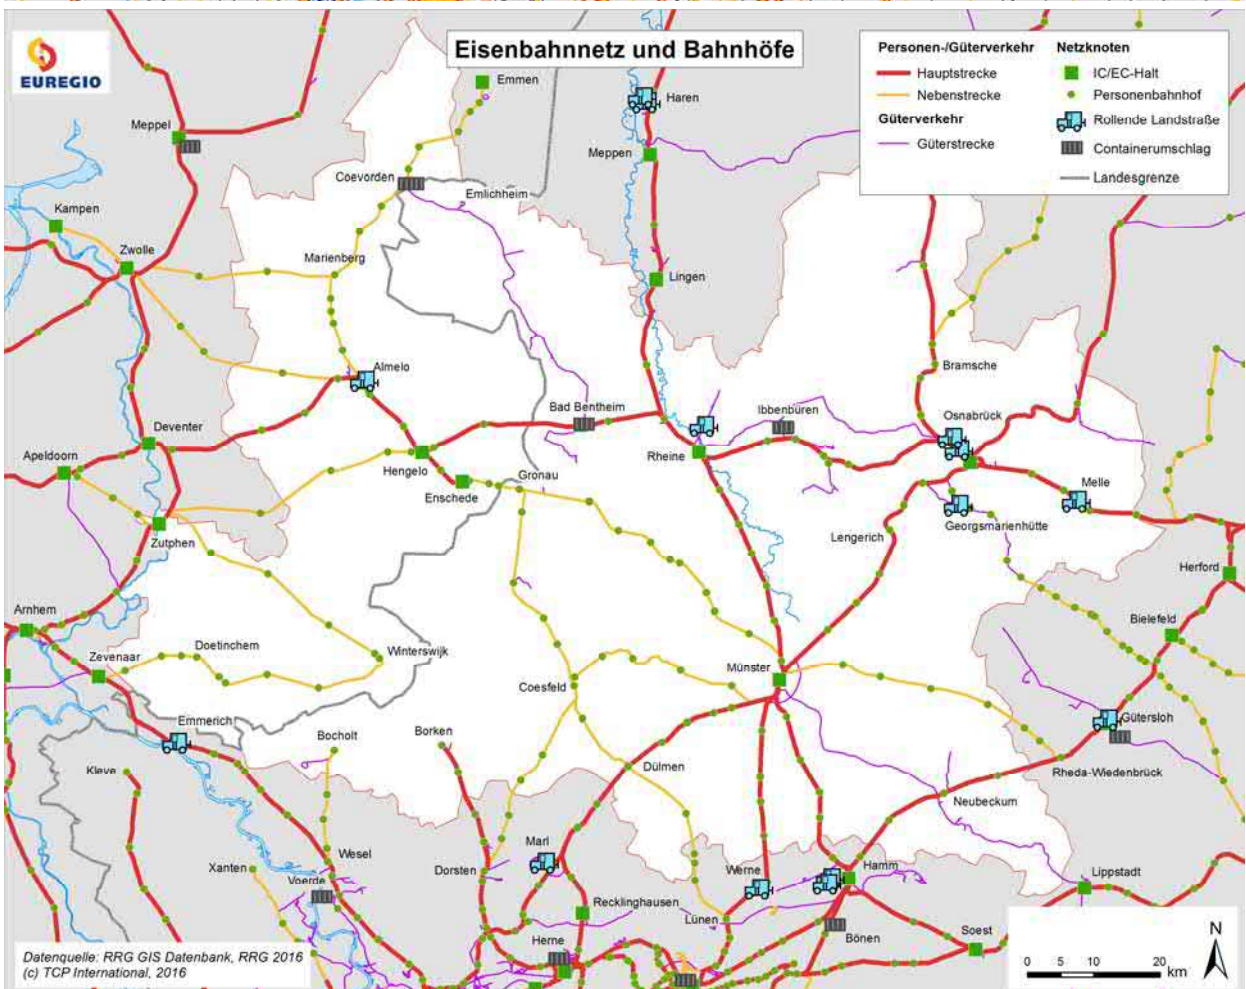 Eisenbahnnetz und Bahnhöfe
EUREGIO
Personen-/Güterverkehr
Hauptstrecke
Nebenstrecke
Güterverkehr
Güterstrecke
Netzknoten
IC/EC-Halt
Personenbahnhof
Rollende Landstraße
Containerumschlag
Landesgrenze
Emmen
Haren
Meppel
Meppen
Coevorden
Emlichheim
Kampen
Zwolle
Marienberg
Lingen
Almelo
Bramsche
Bad Bentheim
Ibbenbüren
Osnabrück
Deventer
Apeldoorn
Hengelo
Rheine
Enschede
Gronau
Melle
Georgsmarienhütte
Zutphen
Lengerich
Herford
Arnhem
Bielefeld
Doetinchem
Winterswijk
Zevenaar
Münster
Coesfeld
Emmerich
Gütersloh
Bocholt
Borken
Dülmen
Kleve
Rheda-Wiedenbrück
Neubeckum
Marl
Wesel
Xanten
Voerde
Dorsten
Werne
Hamm
Lippstadt
Recklinghausen
Lünen
Herne
Bönen
Soest
Datenquelle: RRG GIS Datenbank, RRG 2016
(c) TCP International, 2016
N
0 5 10 20
km